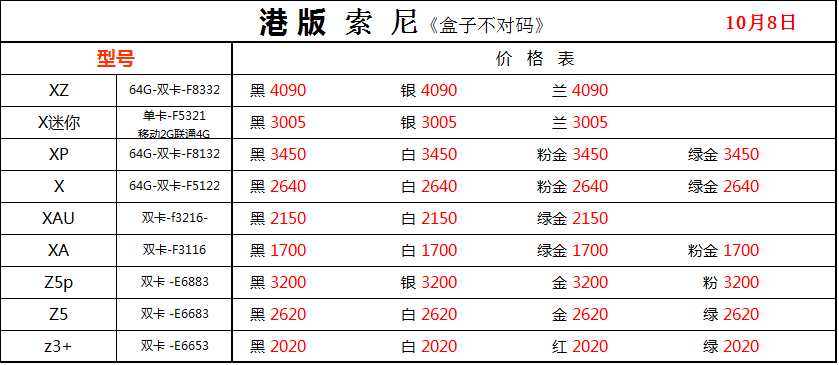 港版 索 尼《盒子不对码》 10月8日
型号 价 格 表
XZ 64G-双卡-F8332 黑 4090 银 4090 兰 4090
X迷你 单卡-F5321 黑 3005 银 3005 兰 3005
移动2G联通4G
XP 64G-双卡-F8132 黑 3450 白 3450 粉金 3450 绿金 3450
X 64G-双卡-F5122 黑 2640 白 2640 粉金 2640 绿金 2640
XAU 双卡-f3216- 黑 2150 白 2150 绿金 2150
XA 双卡-F3116 黑 1700 白 1700 绿金 1700 粉金 1700
Z5p 双卡 -E6883 黑 3200 银 3200 金 3200 粉 3200
Z5 双卡 -E6683 黑 2620 白 2620 金 2620 绿 2620
z3+ 双卡 -E6653 黑 2020 白 2020 红 2020 绿 2020